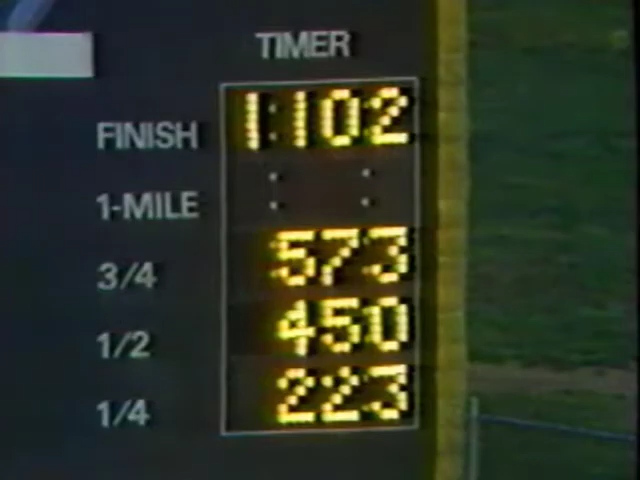 TIMER
FINISH 1:102
1-MILE : :
3/4 573
1/2 450
1/4 223